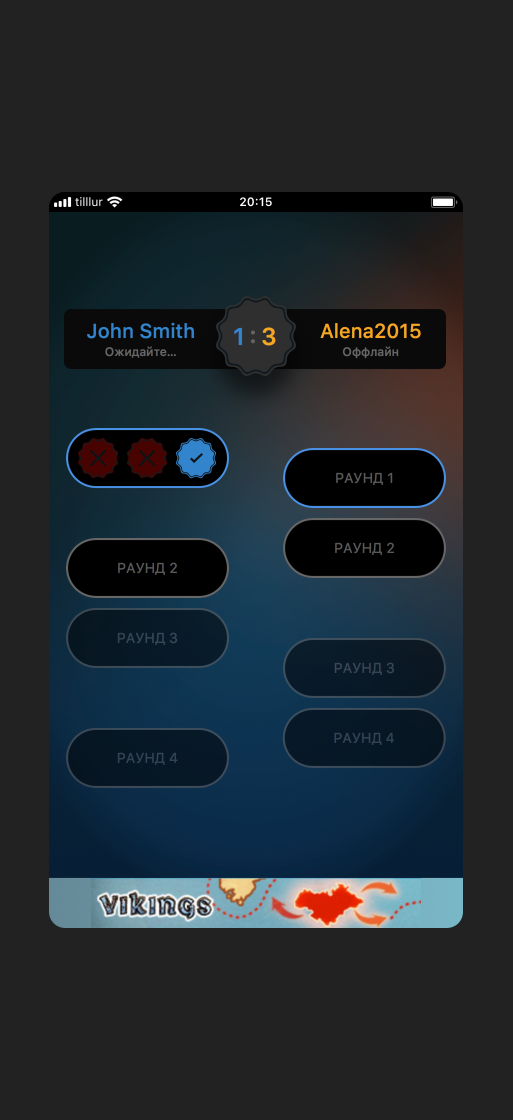 tilllur 20:15
John Smith 1:3 Alena2015
Ожидайте... Оффлайн
РАУНД 1
РАУНД 2
РАУНД 2
РАУНД 3
РАУНД 3
РАУНД 4
РАУНД 4
VIKINGS